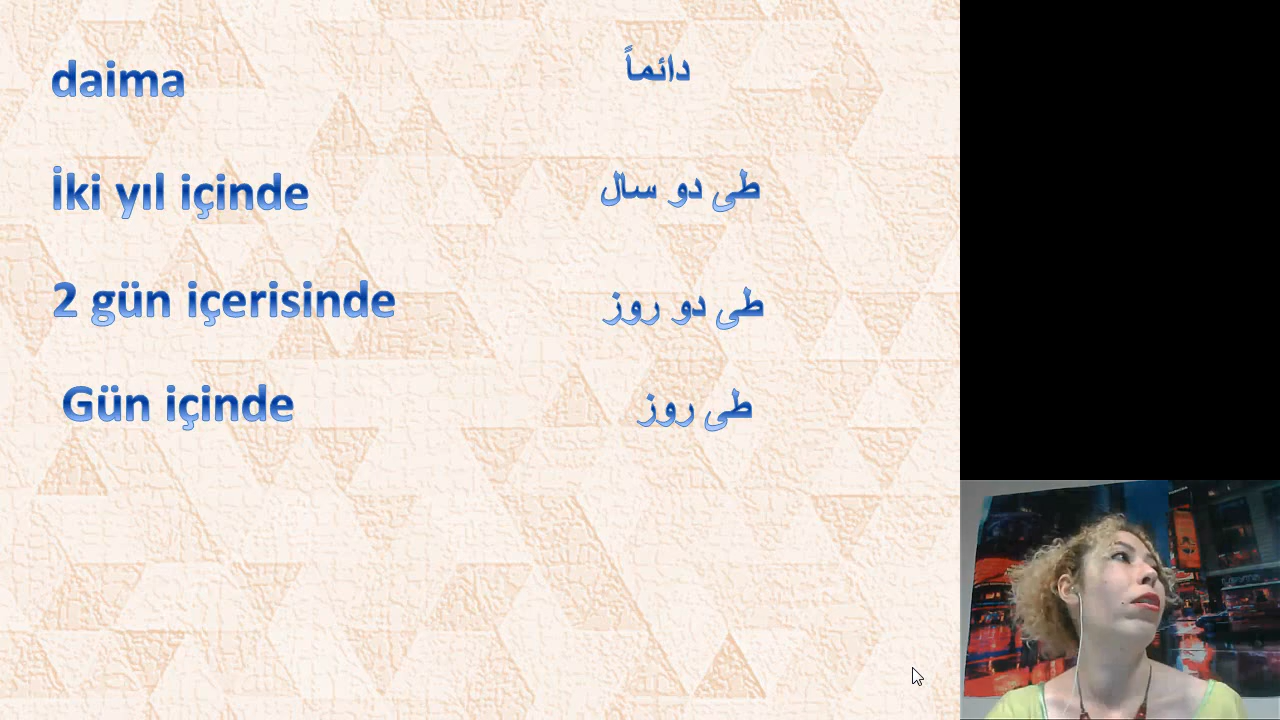 daima دائماً
İki yıl içinde طی دو سال
2 gün içerisinde طی دو روز
Gün içinde طی روز